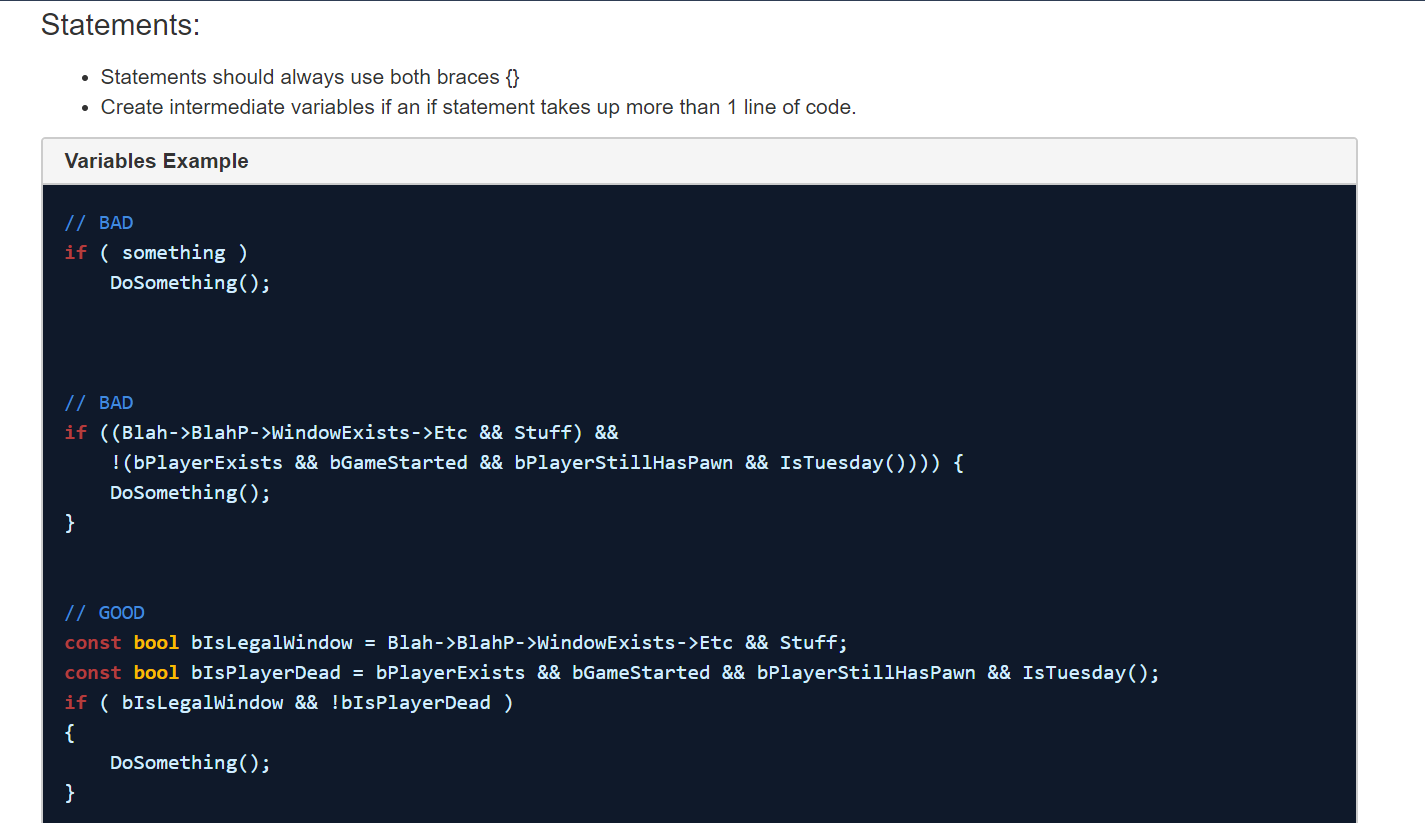 Statements:
• Statements should always use both braces {}
• Create intermediate variables if an if statement takes up more than 1 line of code.
Variables Example
// BAD
if ( something )
    DoSomething();
// BAD
if ((Blah->BlahP->WindowExists->Etc && Stuff) &&
    !(bPlayerExists && bGameStarted && bPlayerStillHasPawn && IsTuesday()))) {
    DoSomething();
}
// GOOD
const bool bIsLegalWindow = Blah->BlahP->WindowExists->Etc && Stuff;
const bool bIsPlayerDead = bPlayerExists && bGameStarted && bPlayerStillHasPawn && IsTuesday();
if ( bIsLegalWindow && !bIsPlayerDead )
{
    DoSomething();
}